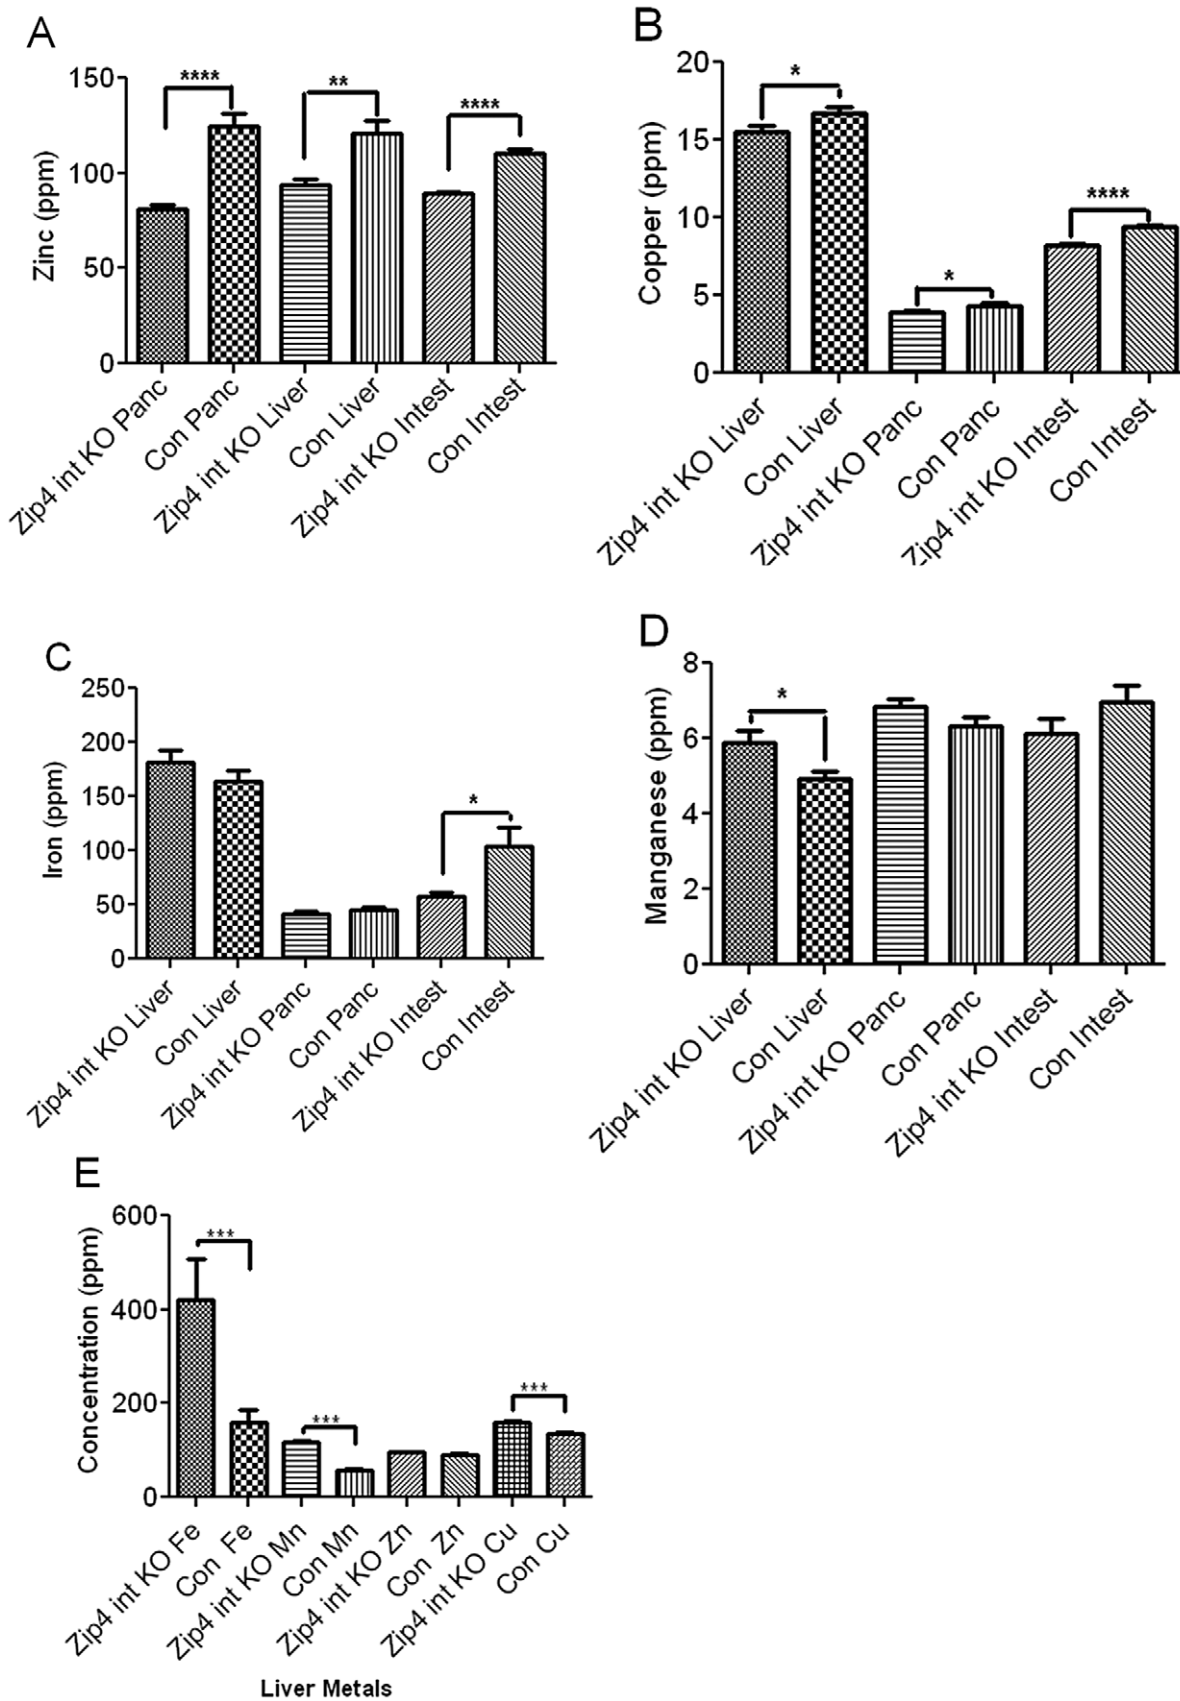 A
Zinc (ppm)
150
100
50
0
****
**
****
Zip4 int KO Panc
Con Panc
Zip4 int KO Liver
Con Liver
Zip4 int KO Intest
Con Intest
B
Copper (ppm)
20
15
10
5
0
*
*
****
Zip4 int KO Liver
Con Liver
Zip4 int KO Panc
Con Panc
Zip4 int KO Intest
Con Intest
C
Iron (ppm)
250
200
150
100
50
0
*
Zip4 int KO Liver
Con Liver
Zip4 int KO Panc
Con Panc
Zip4 int KO Intest
Con Intest
D
Manganese (ppm)
8
6
4
2
0
*
Zip4 int KO Liver
Con Liver
Zip4 int KO Panc
Con Panc
Zip4 int KO Intest
Con Intest
E
Concentration (ppm)
600
400
200
0
***
***
***
Zip4 int KO Fe
Con Fe
Zip4 int KO Mn
Con Mn
Zip4 int KO Zn
Con Zn
Zip4 int KO Cu
Con Cu
Liver Metals